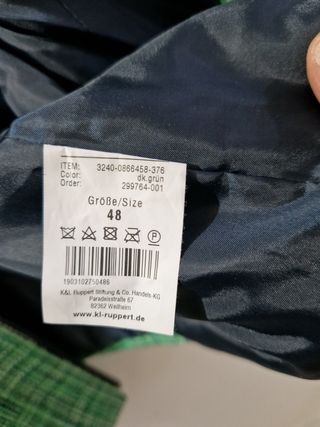 ITEM: 3240-0866458-376
Color: dk.grün
Order: 299764-001
Größe/Size
48
P
1903102750486
K&L Ruppert Stiftung & Co. Handels-KG
Paradeisstraße 67
82362 Weilheim
www.kl-ruppert.de